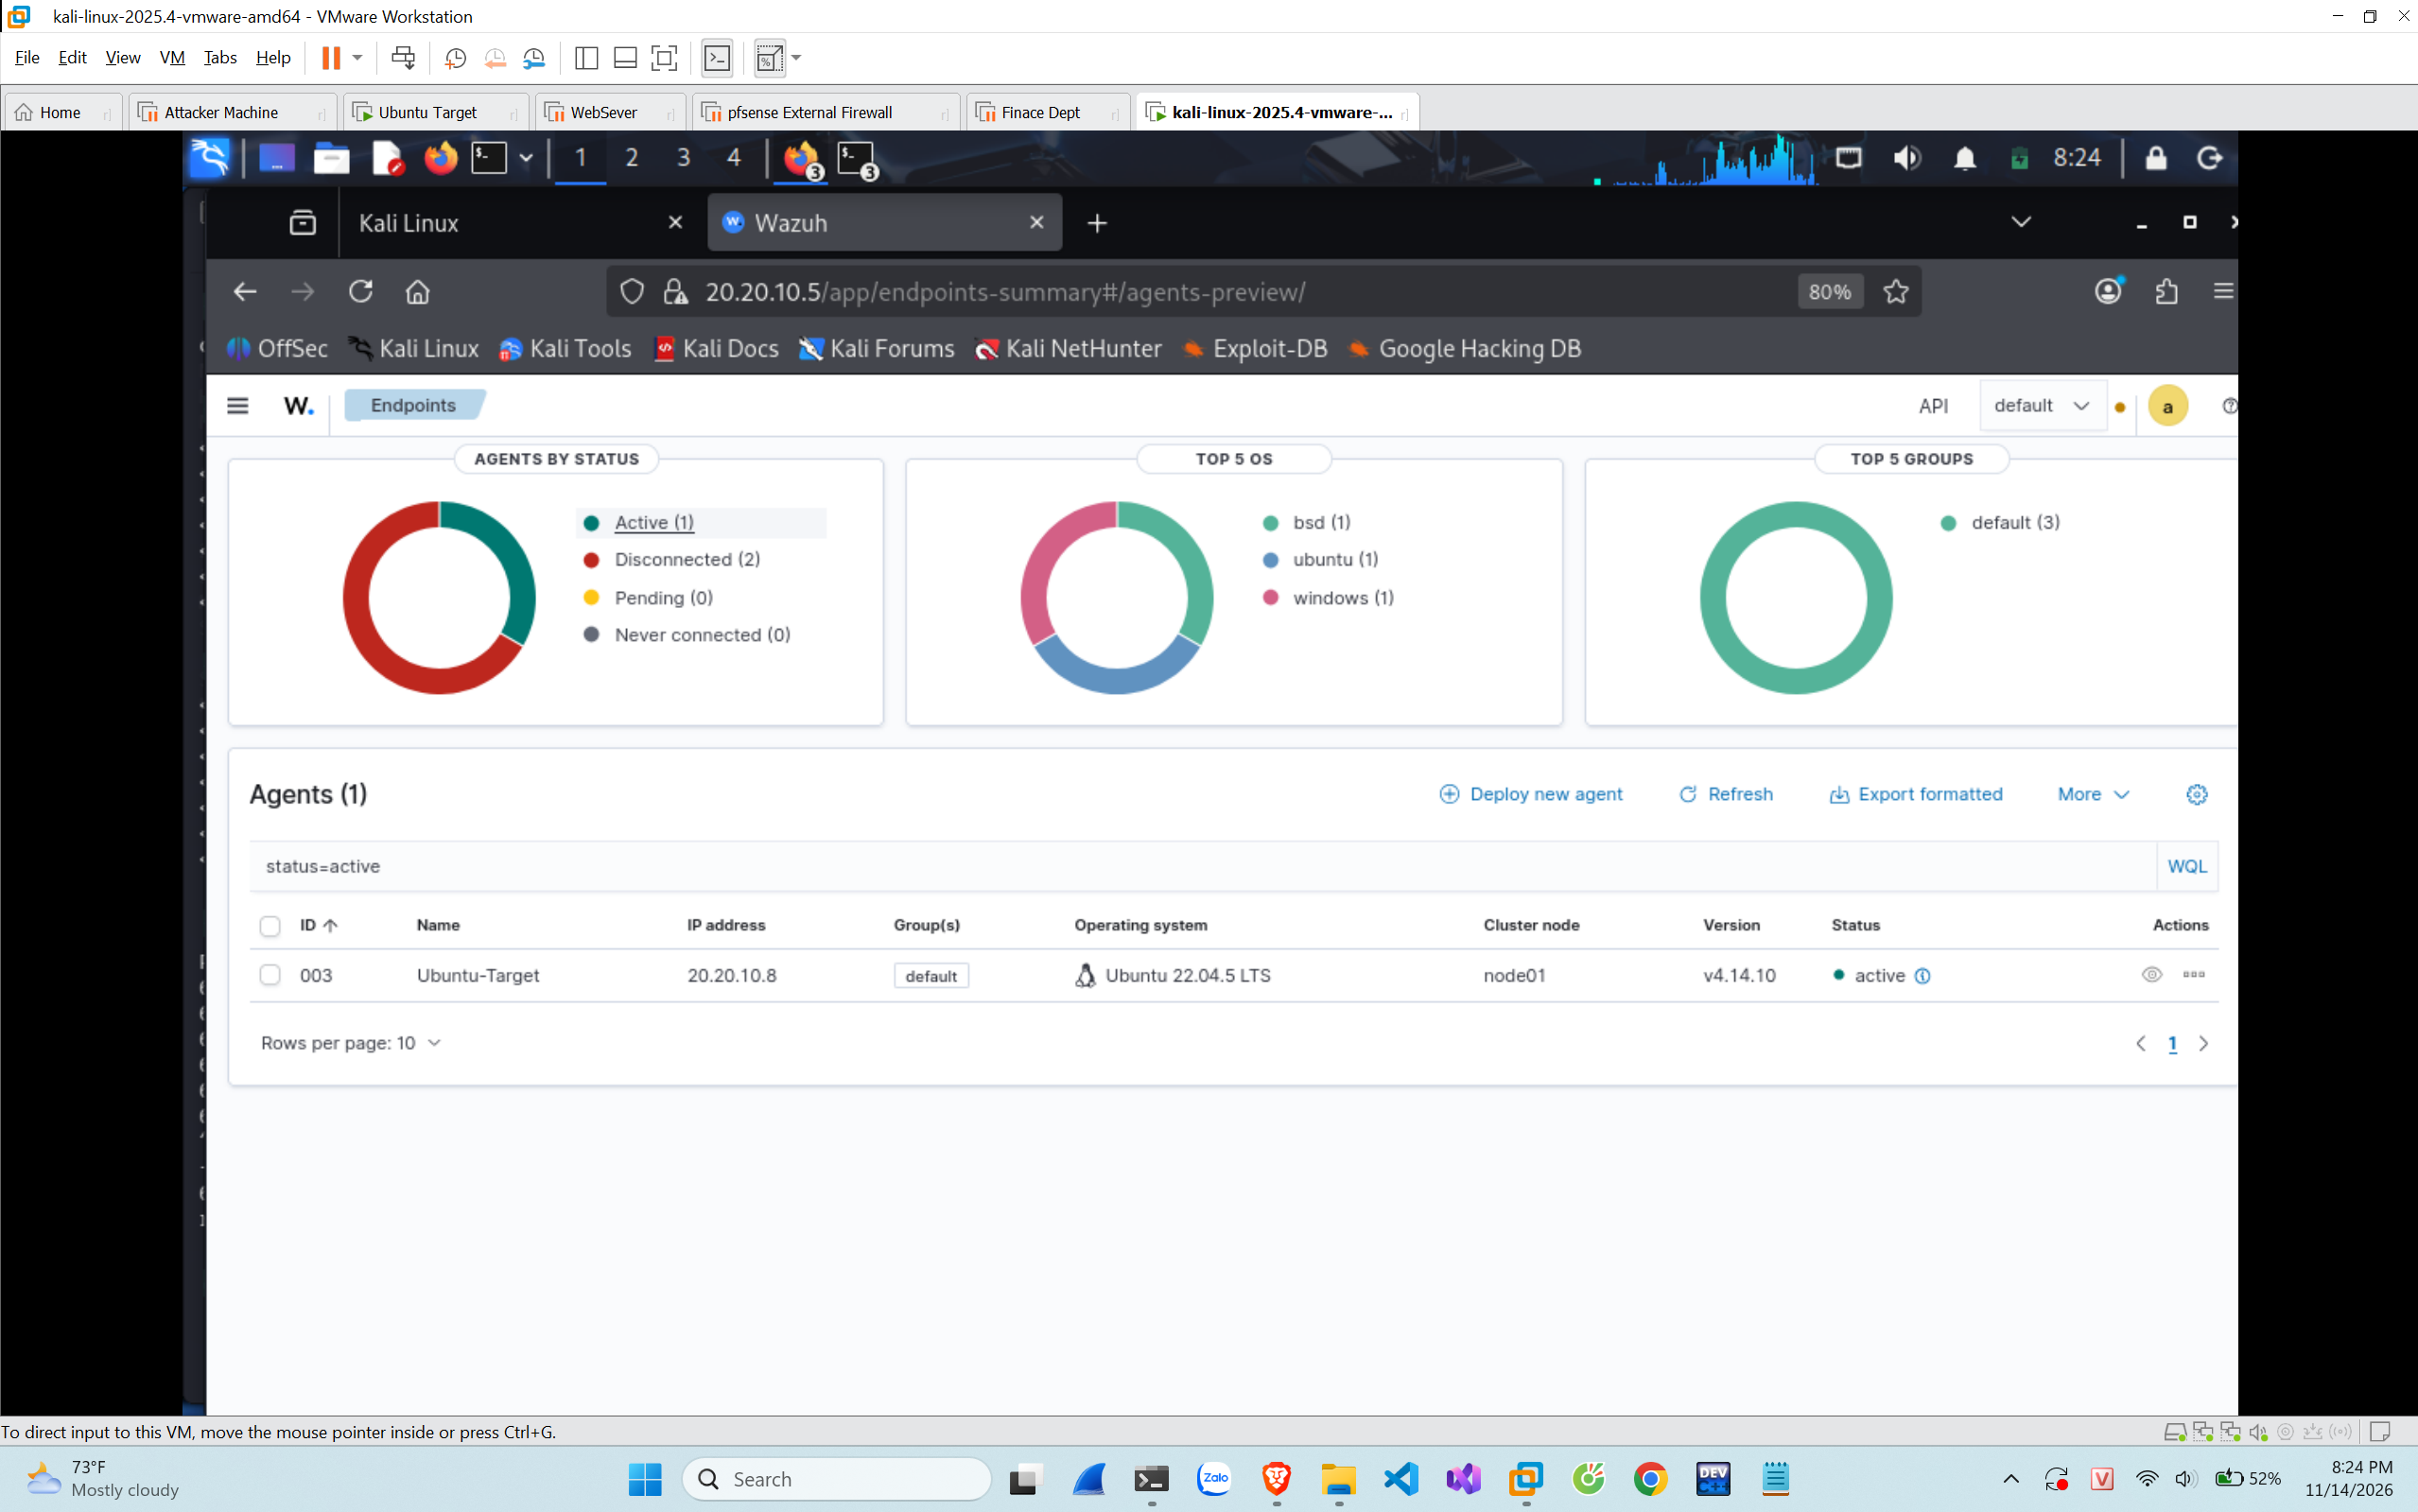 kali-linux-2025.4-vmware-amd64 - VMware Workstation
File Edit View VM Tabs Help
Home Attacker Machine Ubuntu Target WebSever pfsense External Firewall Finace Dept kali-linux-2025.4-vmware-...
1 2 3 4 3 3 8:24
Kali Linux Wazuh
20.20.10.5/app/endpoints-summary#/agents-preview/ 80%
OffSec Kali Linux Kali Tools Kali Docs Kali Forums Kali NetHunter Exploit-DB Google Hacking DB
W. Endpoints API default a
AGENTS BY STATUS TOP 5 OS TOP 5 GROUPS
Active (1) bsd (1) default (3)
Disconnected (2) ubuntu (1)
Pending (0) windows (1)
Never connected (0)
Agents (1) Deploy new agent Refresh Export formatted More
status=active WQL
ID Name IP address Group(s) Operating system Cluster node Version Status Actions
003 Ubuntu-Target 20.20.10.8 default Ubuntu 22.04.5 LTS node01 v4.14.10 active
Rows per page: 10 1
To direct input to this VM, move the mouse pointer inside or press Ctrl+G.
73°F Search Zalo DEV C++ V 52% 8:24 PM
Mostly cloudy 11/14/2026